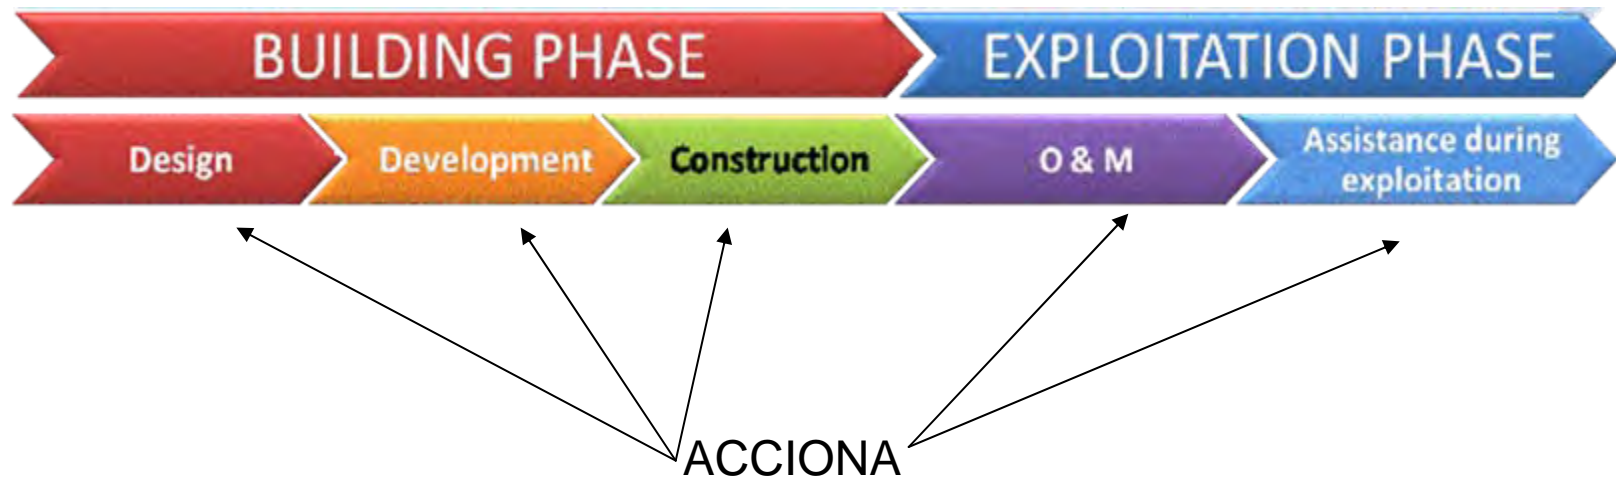 BUILDING PHASE
EXPLOITATION PHASE
Design
Development
Construction
O & M
Assistance during
exploitation
ACCIONA